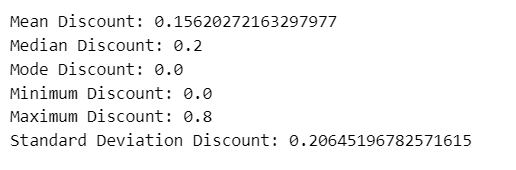 Mean Discount: 0.15620272163297977
Median Discount: 0.2
Mode Discount: 0.0
Minimum Discount: 0.0
Maximum Discount: 0.8
Standard Deviation Discount: 0.20645196782571615